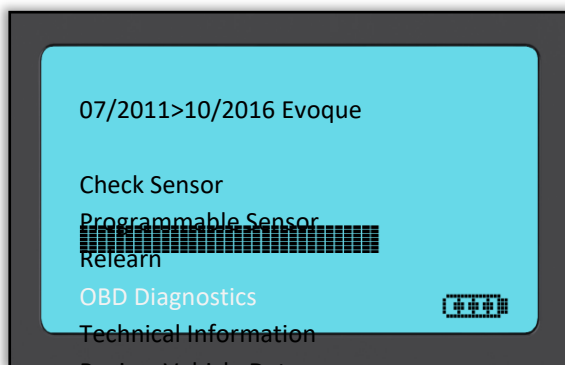 07/2011>10/2016 Evoque
Check Sensor
Programmable Sensor
Relearn
OBD Diagnostics
Technical Information